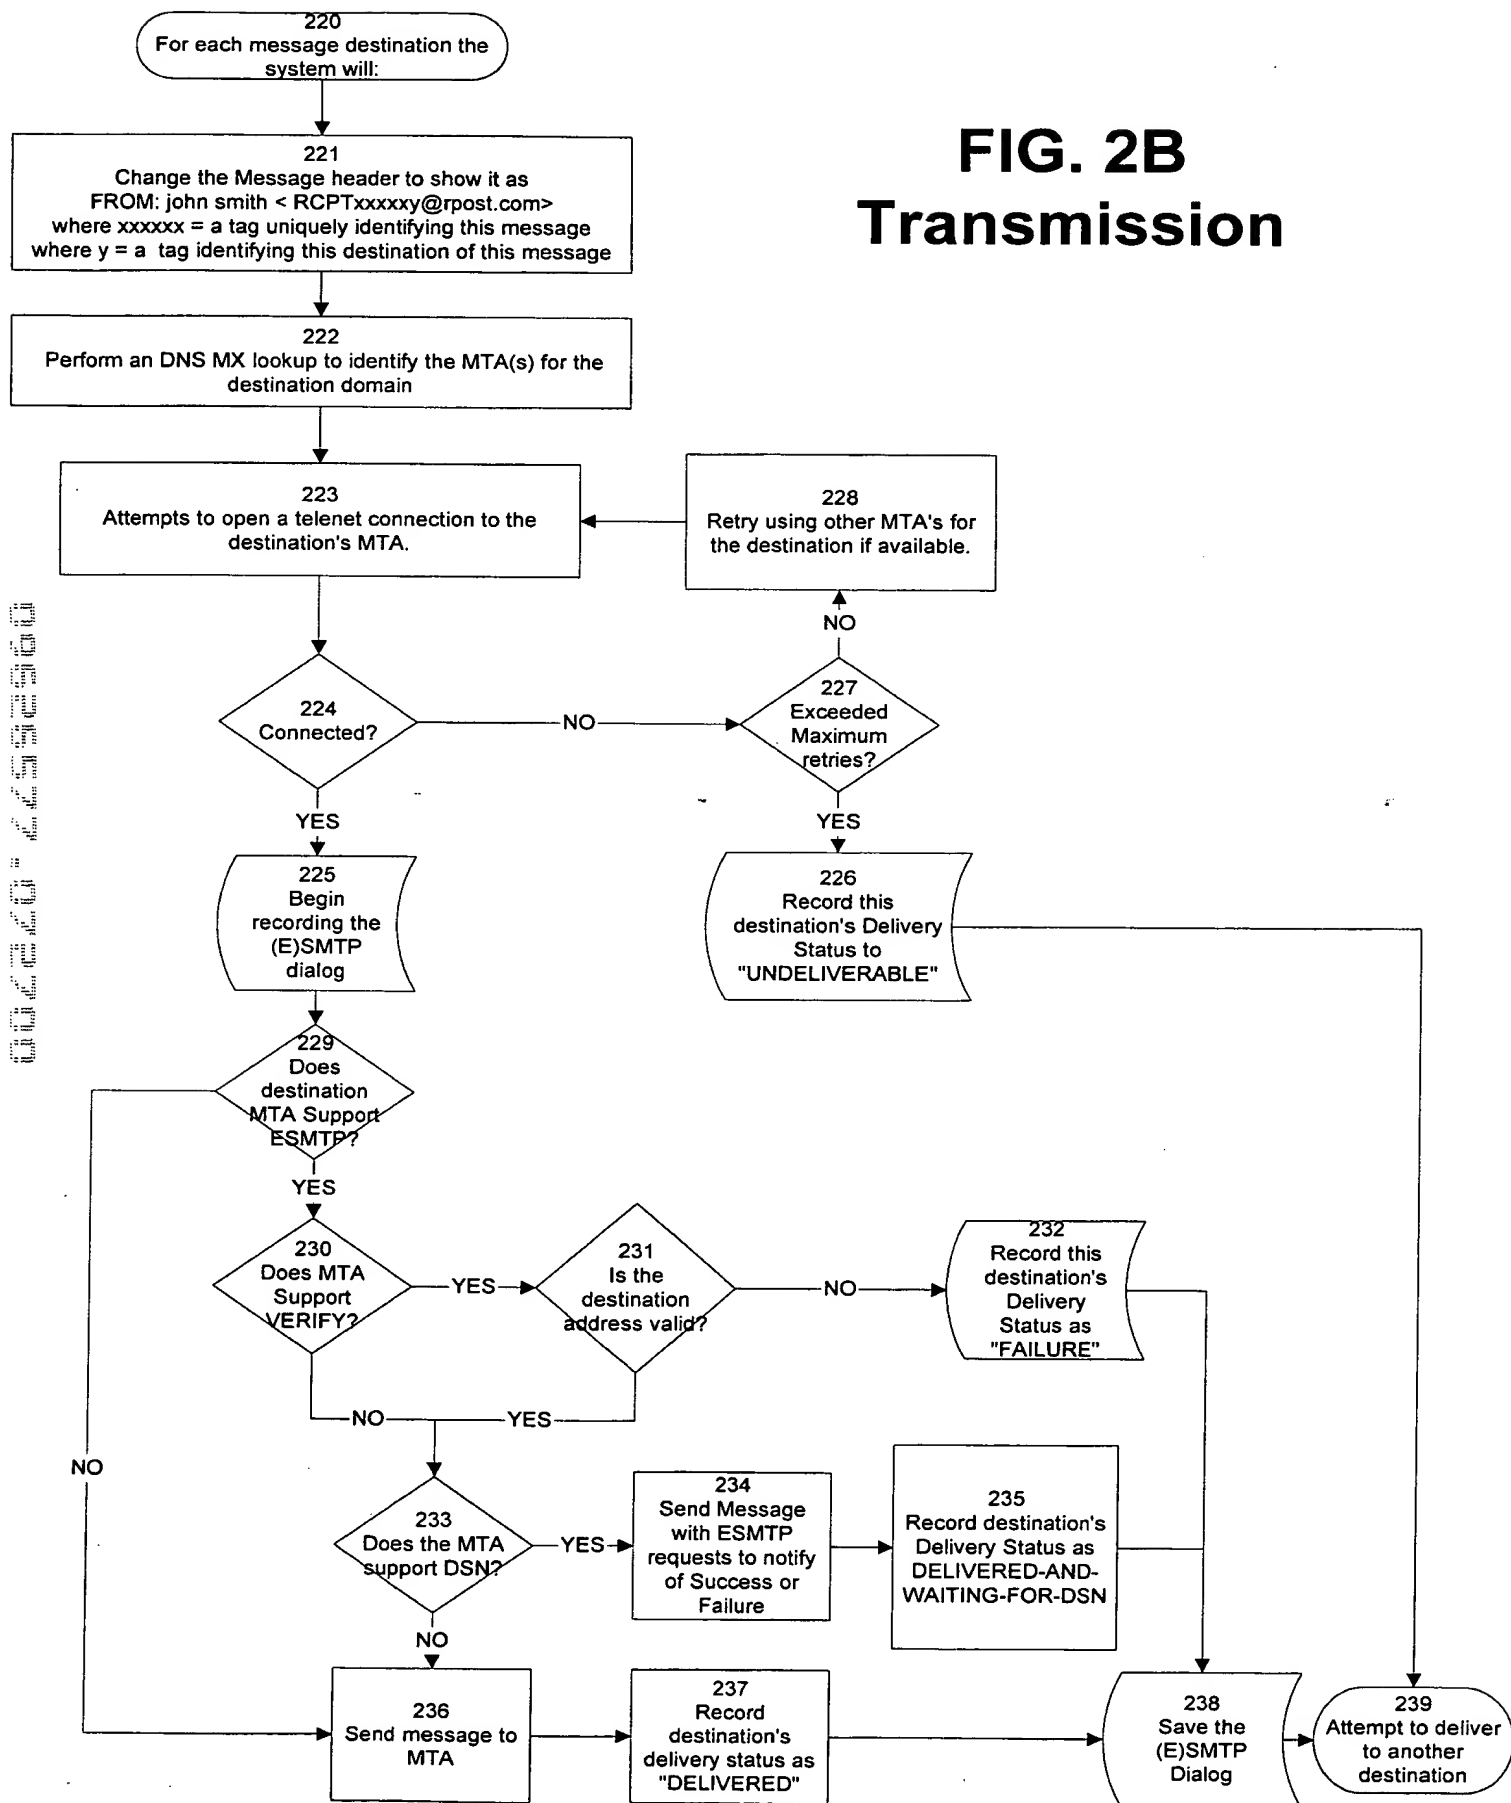 220
For each message destination the
system will:
FIG. 2B
Transmission
221
Change the Message header to show it as
FROM: john smith < RCPTxxxxxy@rpost.com>
where xxxxxx = a tag uniquely identifying this message
where y = a tag identifying this destination of this message
222
Perform an DNS MX lookup to identify the MTA(s) for the
destination domain
223
Attempts to open a telenet connection to the
destination's MTA.
228
Retry using other MTA's for
the destination if available.
NO
224
Connected?
NO
227
Exceeded
Maximum
retries?
YES
YES
225
Begin
recording the
(E)SMTP
dialog
226
Record this
destination's Delivery
Status to
"UNDELIVERABLE"
229
Does
destination
MTA Support
ESMTP?
YES
230
Does MTA
Support
VERIFY?
YES
231
Is the
destination
address valid?
NO
232
Record this
destination's
Delivery
Status as
"FAILURE"
NO
YES
NO
233
Does the MTA
support DSN?
YES
234
Send Message
with ESMTP
requests to notify
of Success or
Failure
235
Record destination's
Delivery Status as
DELIVERED-AND-
WAITING-FOR-DSN
NO
236
Send message to
MTA
237
Record
destination's
delivery status as
"DELIVERED"
238
Save the
(E)SMTP
Dialog
239
Attempt to deliver
to another
destination